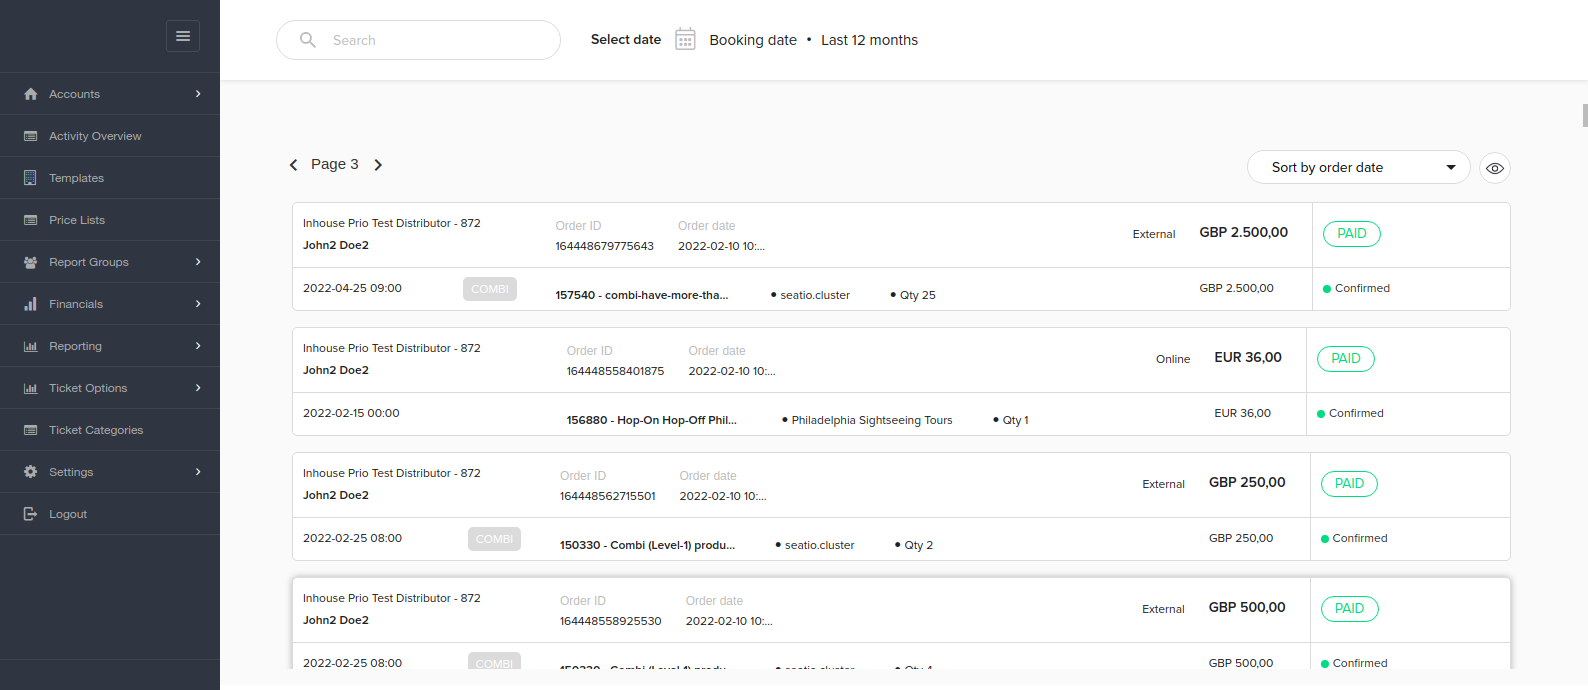 Search
Select date
Booking date • Last 12 months
Accounts
Activity Overview
Templates
Price Lists
Report Groups
Financials
Reporting
Ticket Options
Ticket Categories
Settings
Logout
Page 3
Sort by order date
Inhouse Prio Test Distributor - 872
John2 Doe2
Order ID
164448679775643
Order date
2022-02-10 10:...
External
GBP 2.500,00
PAID
2022-04-25 09:00
COMBI
157540 - combi-have-more-tha...
• seatio.cluster
• Qty 25
GBP 2.500,00
Confirmed
Inhouse Prio Test Distributor - 872
John2 Doe2
Order ID
164448558401875
Order date
2022-02-10 10:...
Online
EUR 36,00
PAID
2022-02-15 00:00
156880 - Hop-On Hop-Off Phil...
• Philadelphia Sightseeing Tours
• Qty 1
EUR 36,00
Confirmed
Inhouse Prio Test Distributor - 872
John2 Doe2
Order ID
164448562715501
Order date
2022-02-10 10:...
External
GBP 250,00
PAID
2022-02-25 08:00
COMBI
150330 - Combi (Level-1) produ...
• seatio.cluster
• Qty 2
GBP 250,00
Confirmed
Inhouse Prio Test Distributor - 872
John2 Doe2
Order ID
164448558925530
Order date
2022-02-10 10:...
External
GBP 500,00
PAID
2022-02-25 08:00
COMBI
150330 - Combi (Level-1) produ...
• seatio.cluster
• Qty 4
GBP 500,00
Confirmed